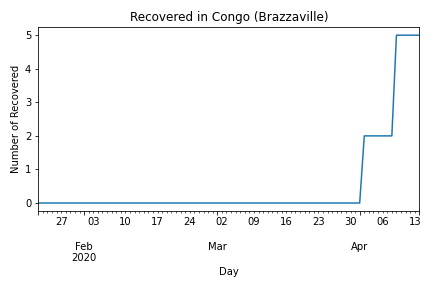 Recovered in Congo (Brazzaville)
Number of Recovered
5
4
3
2
1
0
27 03 10 17 24 02 09 16 23 30 06 13
Feb Mar Apr
2020
Day